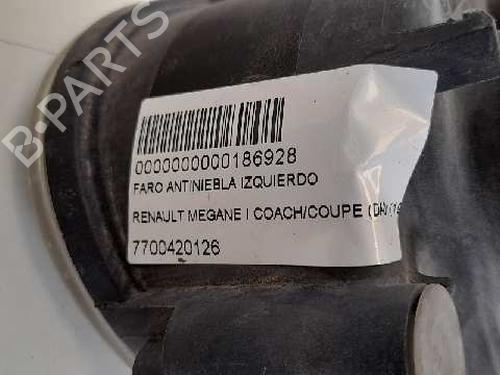 B-PARTS
0000000000186928
FARO ANTINIEBLA IZQUIERDO
RENAULT MEGANE I COACH/COUPE
7700420126